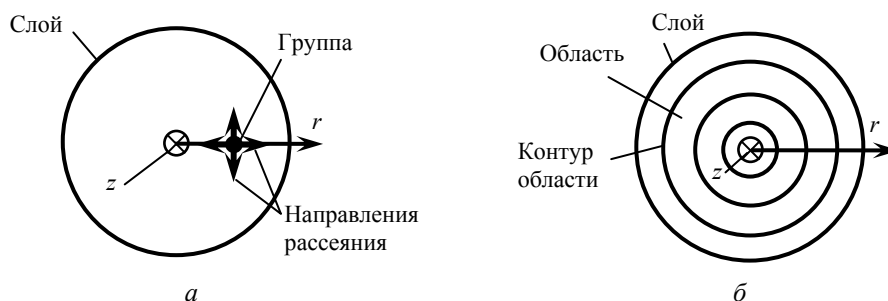 Слой
Группа
r
z
Направления
рассеяния
а
Слой
Область
r
Контур
области
z
б